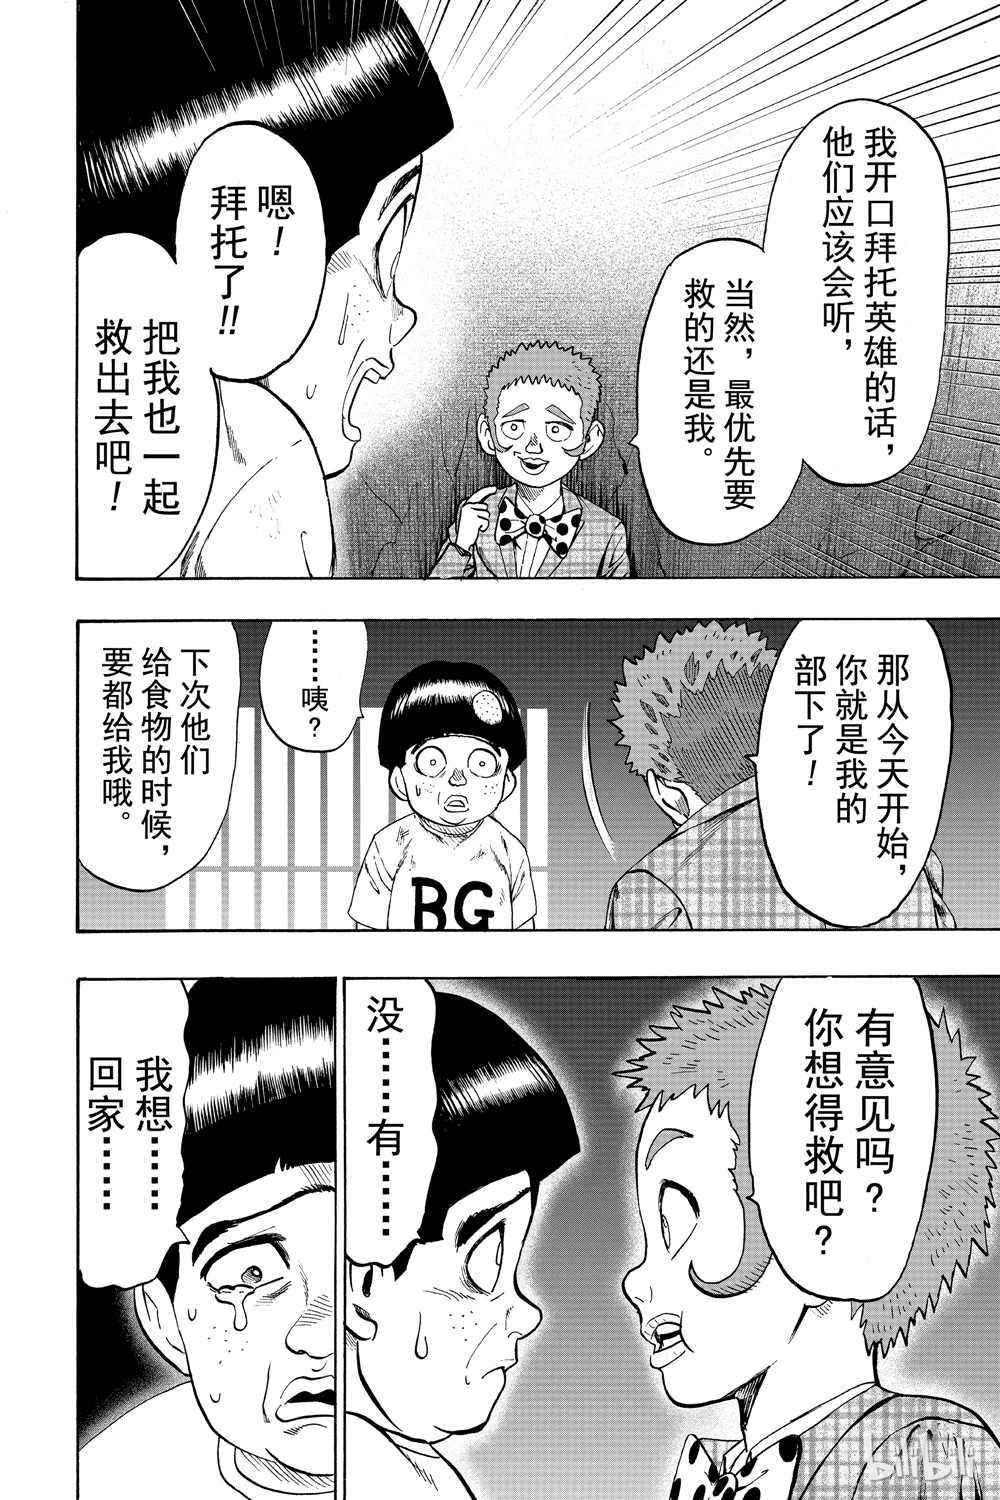 我开口拜托英雄的话，
他们应该会听，
当然，最优先要
救的还是我。
嗯！
拜托了!!
把我也一起
救出去吧！
那从今天开始，
你就是我的
部下了！
……咦？
下次他们
给食物的时候，
要都给我哦。
BG
有意见吗？
你想得救吧？
没……有……
我想……
回家……
bilibili